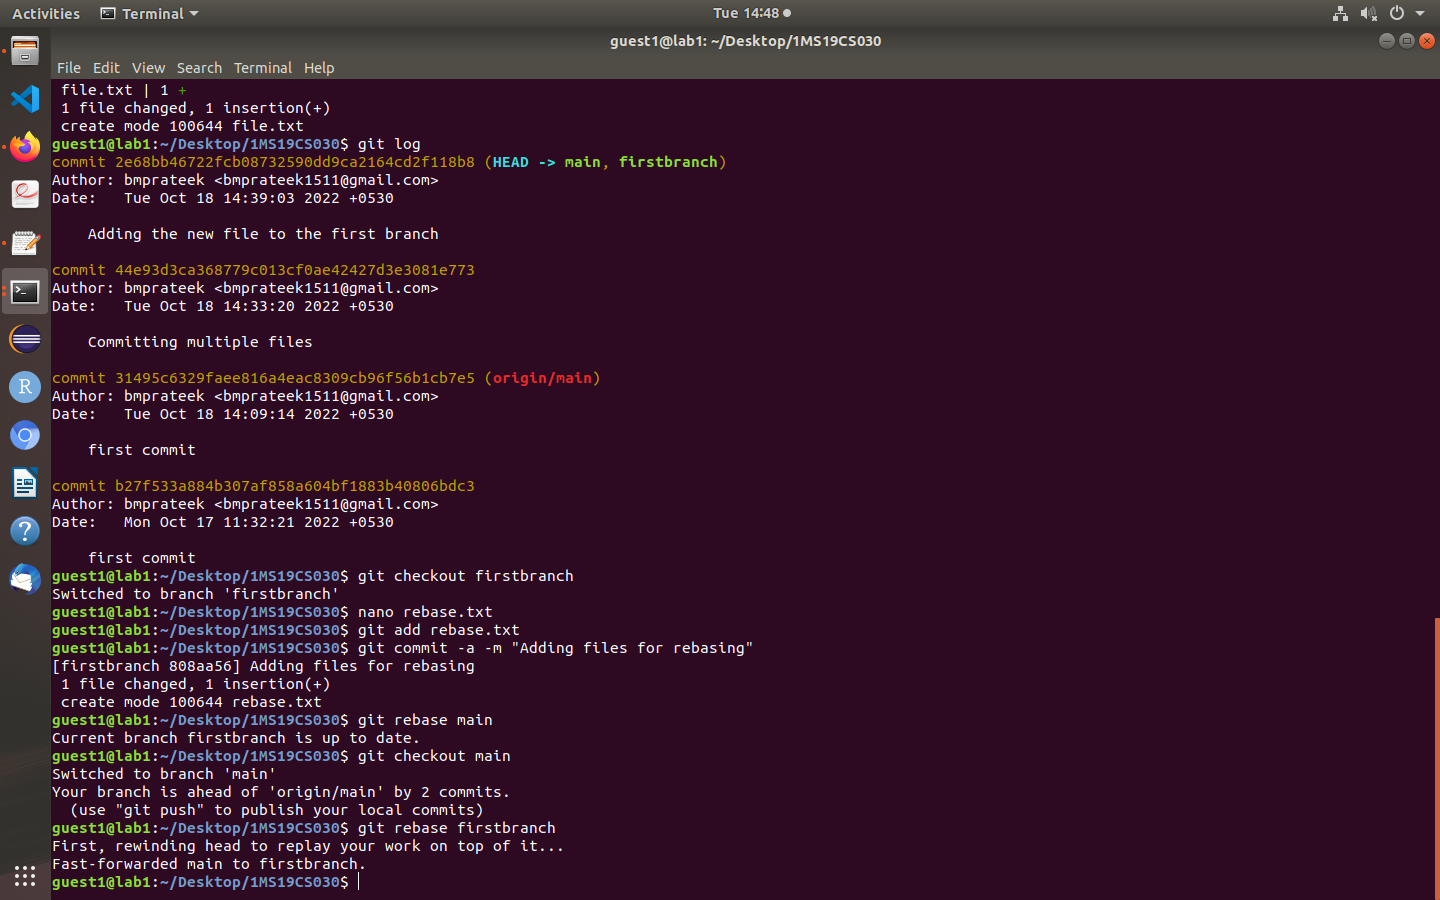 Activities Terminal Tue 14:48
guest1@lab1: ~/Desktop/1MS19CS030
File Edit View Search Terminal Help
file.txt | 1 +
1 file changed, 1 insertion(+)
create mode 100644 file.txt
guest1@lab1:~/Desktop/1MS19CS030$ git log
commit 2e68bb46722fcb08732590dd9ca2164cd2f118b8 (HEAD -> main, firstbranch)
Author: bmprateek <bmprateek1511@gmail.com>
Date:   Tue Oct 18 14:39:03 2022 +0530
Adding the new file to the first branch
commit 44e93d3ca368779c013cf0ae42427d3e3081e773
Author: bmprateek <bmprateek1511@gmail.com>
Date:   Tue Oct 18 14:33:20 2022 +0530
Committing multiple files
commit 31495c6329faee816a4eac8309cb96f56b1cb7e5 (origin/main)
Author: bmprateek <bmprateek1511@gmail.com>
Date:   Tue Oct 18 14:09:14 2022 +0530
first commit
commit b27f533a884b307af858a604bf1883b40806bdc3
Author: bmprateek <bmprateek1511@gmail.com>
Date:   Mon Oct 17 11:32:21 2022 +0530
first commit
guest1@lab1:~/Desktop/1MS19CS030$ git checkout firstbranch
Switched to branch 'firstbranch'
guest1@lab1:~/Desktop/1MS19CS030$ nano rebase.txt
guest1@lab1:~/Desktop/1MS19CS030$ git add rebase.txt
guest1@lab1:~/Desktop/1MS19CS030$ git commit -a -m "Adding files for rebasing"
[firstbranch 808aa56] Adding files for rebasing
1 file changed, 1 insertion(+)
create mode 100644 rebase.txt
guest1@lab1:~/Desktop/1MS19CS030$ git rebase main
Current branch firstbranch is up to date.
guest1@lab1:~/Desktop/1MS19CS030$ git checkout main
Switched to branch 'main'
Your branch is ahead of 'origin/main' by 2 commits.
(use "git push" to publish your local commits)
guest1@lab1:~/Desktop/1MS19CS030$ git rebase firstbranch
First, rewinding head to replay your work on top of it...
Fast-forwarded main to firstbranch.
guest1@lab1:~/Desktop/1MS19CS030$